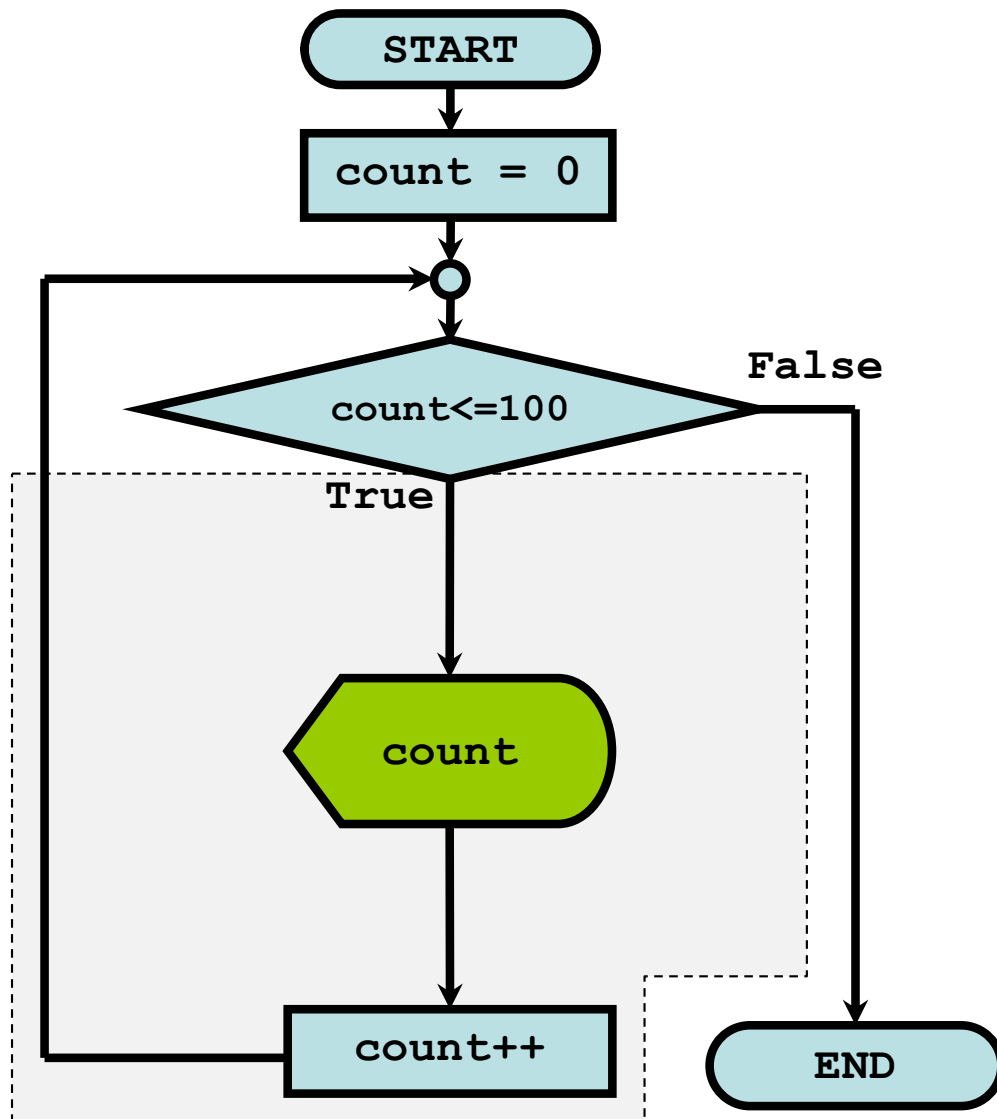 START
count = 0
count<=100
False
True
count
count++
END